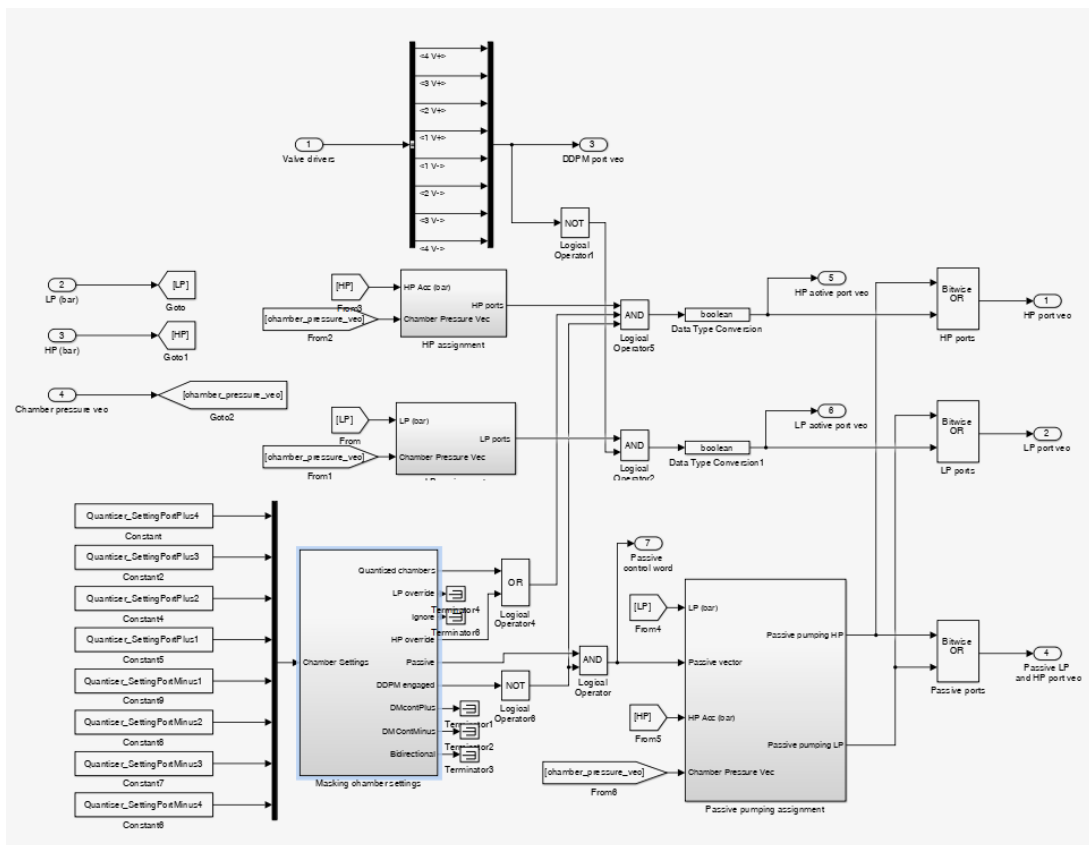 <4 V+>
<3 V+>
<2 V+>
<1 V+>
<1 V->
<2 V->
<3 V->
<4 V->
1
Valve drivers
3
DDPM port vec
NOT
Logical
Operator1
2
LP (bar)
[LP]
Goto
3
HP (bar)
[HP]
Goto1
4
Chamber pressure vec
[chamber_pressure_vec]
Goto2
[HP]
From3
[chamber_pressure_vec]
From2
HP Acc (bar)
Chamber Pressure Vec
HP ports
HP assignment
AND
Logical
Operator5
boolean
Data Type Conversion
5
HP active port vec
Bitwise
OR
HP ports
1
HP port vec
[LP]
From
[chamber_pressure_vec]
From1
LP (bar)
Chamber Pressure Vec
LP ports
AND
Logical
Operator2
boolean
Data Type Conversion1
6
LP active port vec
Bitwise
OR
LP ports
2
LP port vec
Quantiser_SettingPortPlus4
Constant
Quantiser_SettingPortPlus3
Constant2
Quantiser_SettingPortPlus2
Constant4
Quantiser_SettingPortPlus1
Constant5
Quantiser_SettingPortMinus1
Constant9
Quantiser_SettingPortMinus2
Constant8
Quantiser_SettingPortMinus3
Constant7
Quantiser_SettingPortMinus4
Constant6
Chamber Settings
Quantised chambers
LP override
Ignore
HP override
Passive
DDPM engaged
DMcontPlus
DMContMinus
Bidirectional
Masking chamber settings
Terminator4
Terminator6
Terminator1
Terminator2
Terminator3
OR
Logical
Operator4
NOT
Logical
Operator6
AND
Logical
Operator
7
Passive
control word
[LP]
From4
[HP]
From5
[chamber_pressure_vec]
From6
LP (bar)
Passive vector
HP Acc (bar)
Chamber Pressure Vec
Passive pumping HP
Passive pumping LP
Passive pumping assignment
Bitwise
OR
Passive ports
4
Passive LP
and HP port vec